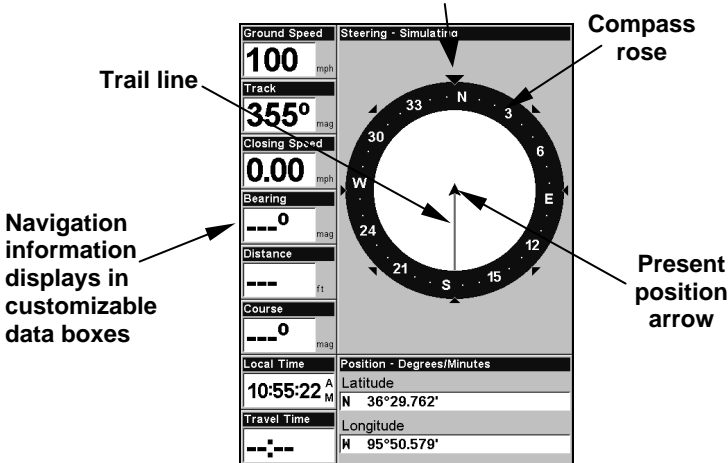 Ground Speed
100 mph
Track
355° mag
Closing Speed
0.00 mph
Bearing
---° mag
Distance
--- ft
Course
---° mag
Local Time
10:55:22 AM
Travel Time
--:--
Steering - Simulating
N
3
6
E
12
15
S
21
24
W
30
33
Position - Degrees/Minutes
Latitude
N 36°29.762'
Longitude
W 95°50.579'
Trail line
Compass
rose
Navigation
information
displays in
customizable
data boxes
Present
position
arrow